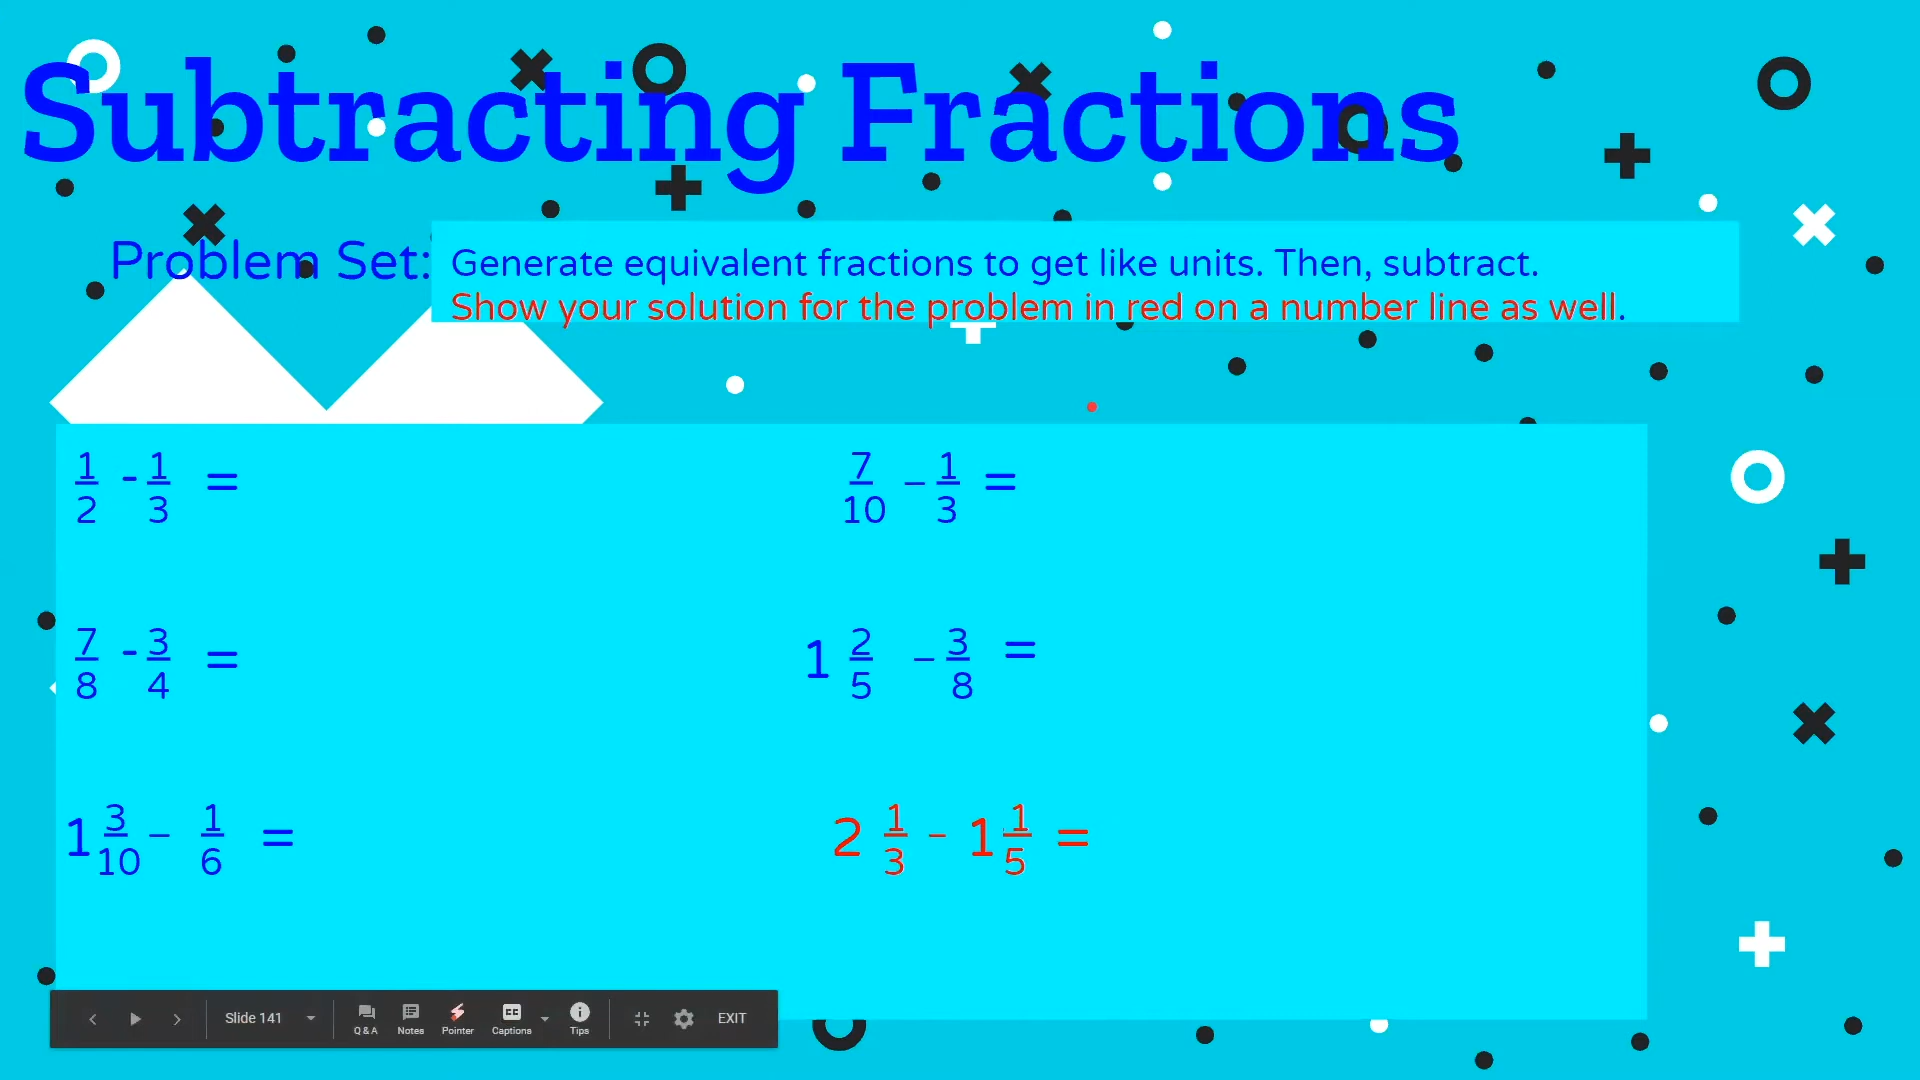 Subtracting Fractions
Problem Set:
Generate equivalent fractions to get like units. Then, subtract.
Show your solution for the problem in red on a number line as well.
1/2 - 1/3 =
7/10 – 1/3 =
7/8 - 3/4 =
1 2/5 – 3/8 =
1 3/10 – 1/6 =
2 1/3 – 1 1/5 =
Slide 141
Q & A
Notes
Pointer
CC
Captions
Tips
EXIT